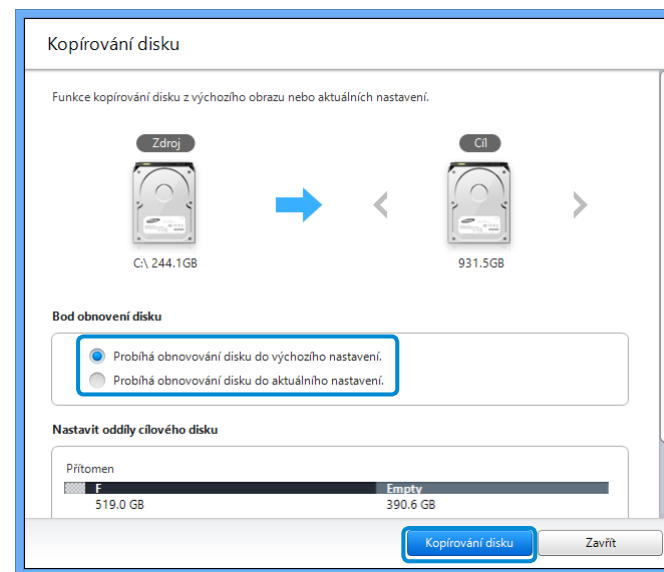 Kopírování disku
Funkce kopírování disku z výchozího obrazu nebo aktuálních nastavení.
Zdroj
Cíl
C:\ 244.1GB
931.5GB
Bod obnovení disku
Probíhá obnovování disku do výchozího nastavení.
Probíhá obnovování disku do aktuálního nastavení.
Nastavit oddíly cílového disku
Přítomen
F
Empty
519.0 GB
390.6 GB
Kopírování disku
Zavřít